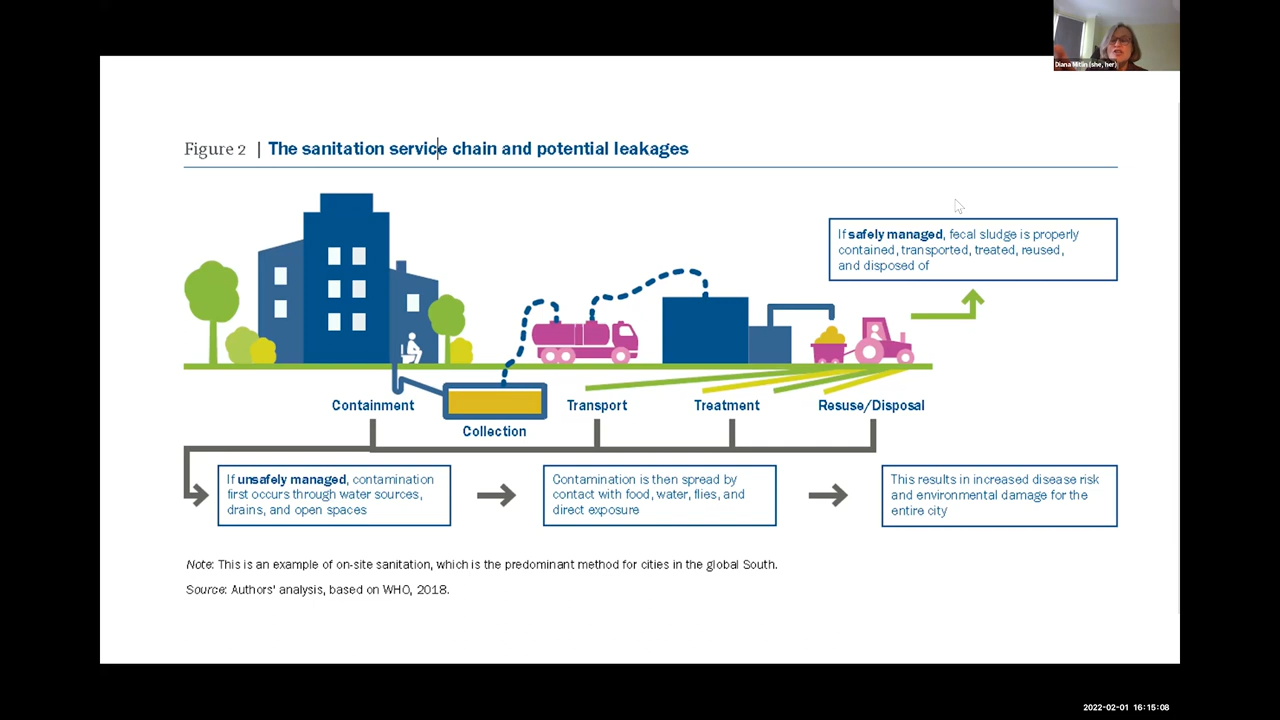 Diana Mitlin (she, her)
Figure 2 | The sanitation service chain and potential leakages
If safely managed, fecal sludge is properly
contained, transported, treated, reused,
and disposed of
Containment
Collection
Transport
Treatment
Resuse/Disposal
If unsafely managed, contamination
first occurs through water sources,
drains, and open spaces
Contamination is then spread by
contact with food, water, flies, and
direct exposure
This results in increased disease risk
and environmental damage for the
entire city
Note: This is an example of on-site sanitation, which is the predominant method for cities in the global South.
Source: Authors' analysis, based on WHO, 2018.
2022-02-01 16:15:08